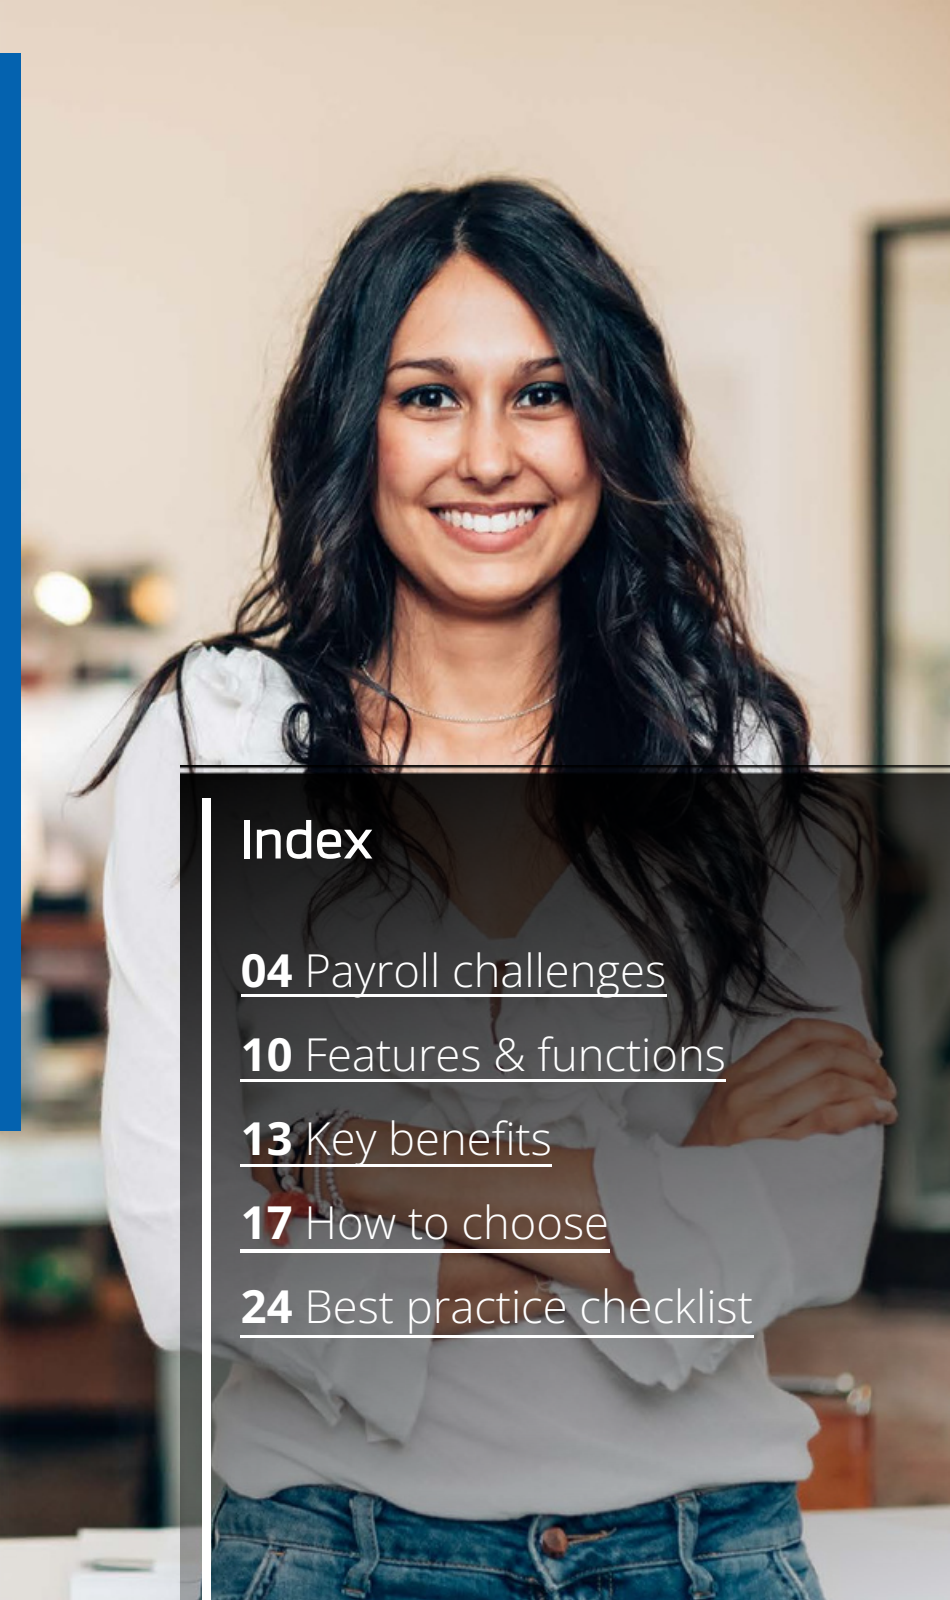 Index
04 Payroll challenges
10 Features & functions
13 Key benefits
17 How to choose
24 Best practice checklist